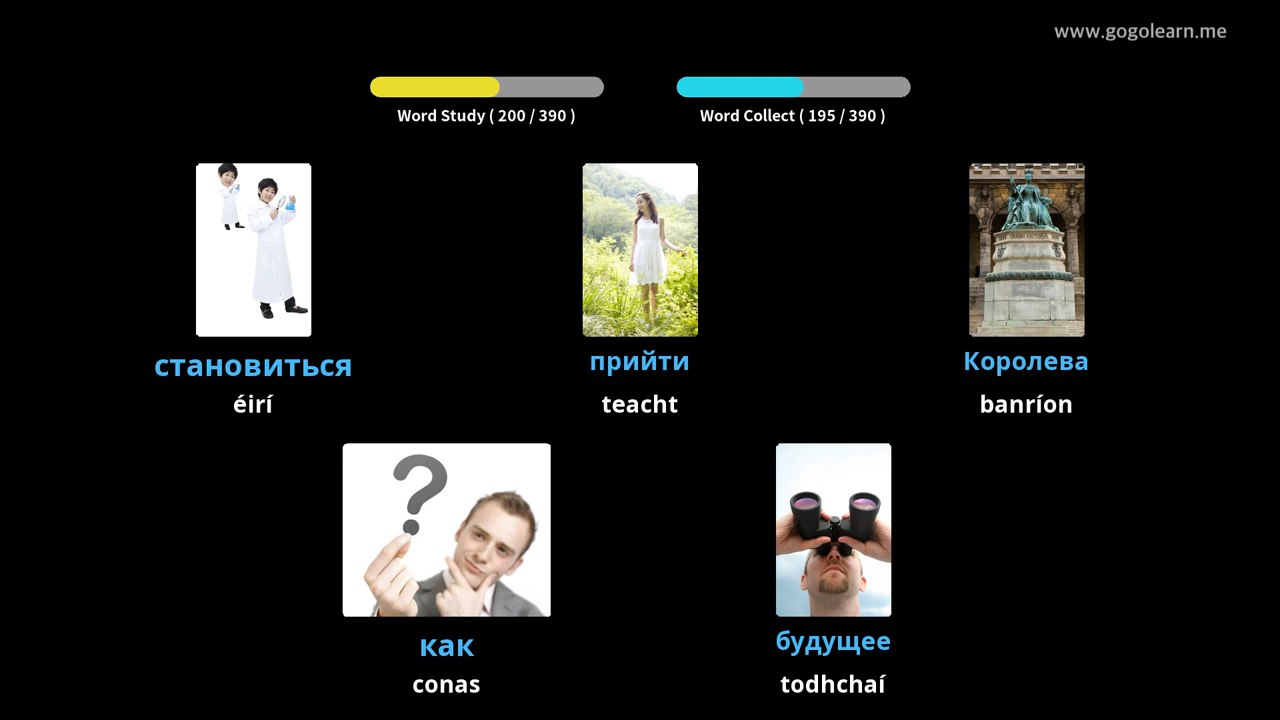 www.gogolearn.me
Word Study ( 200 / 390 )
Word Collect ( 195 / 390 )
становиться
éirí
прийти
teacht
Королева
banríon
как
conas
будущее
todhchaí